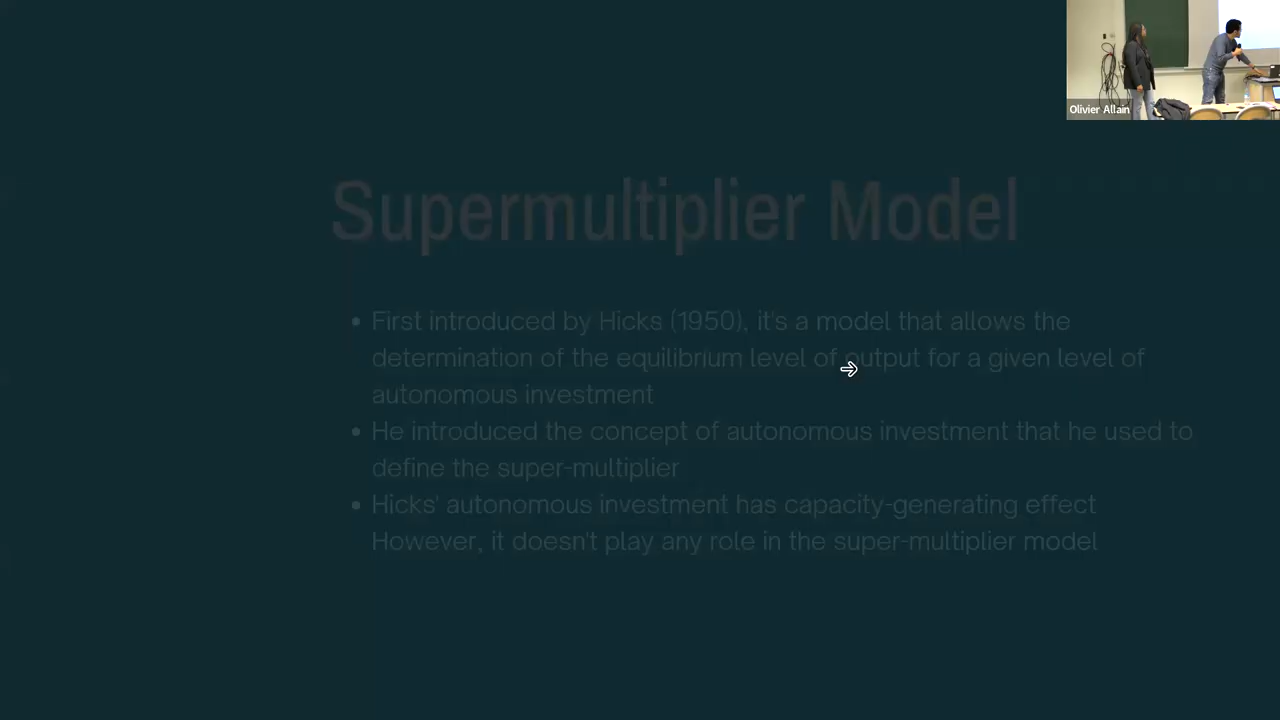 Olivier Allain
Supermultiplier Model
• First introduced by Hicks (1950), it's a model that allows the
determination of the equilibrium level of output for a given level of
autonomous investment
• He introduced the concept of autonomous investment that he used to
define the super-multiplier
• Hicks' autonomous investment has capacity-generating effect
However, it doesn't play any role in the super-multiplier model